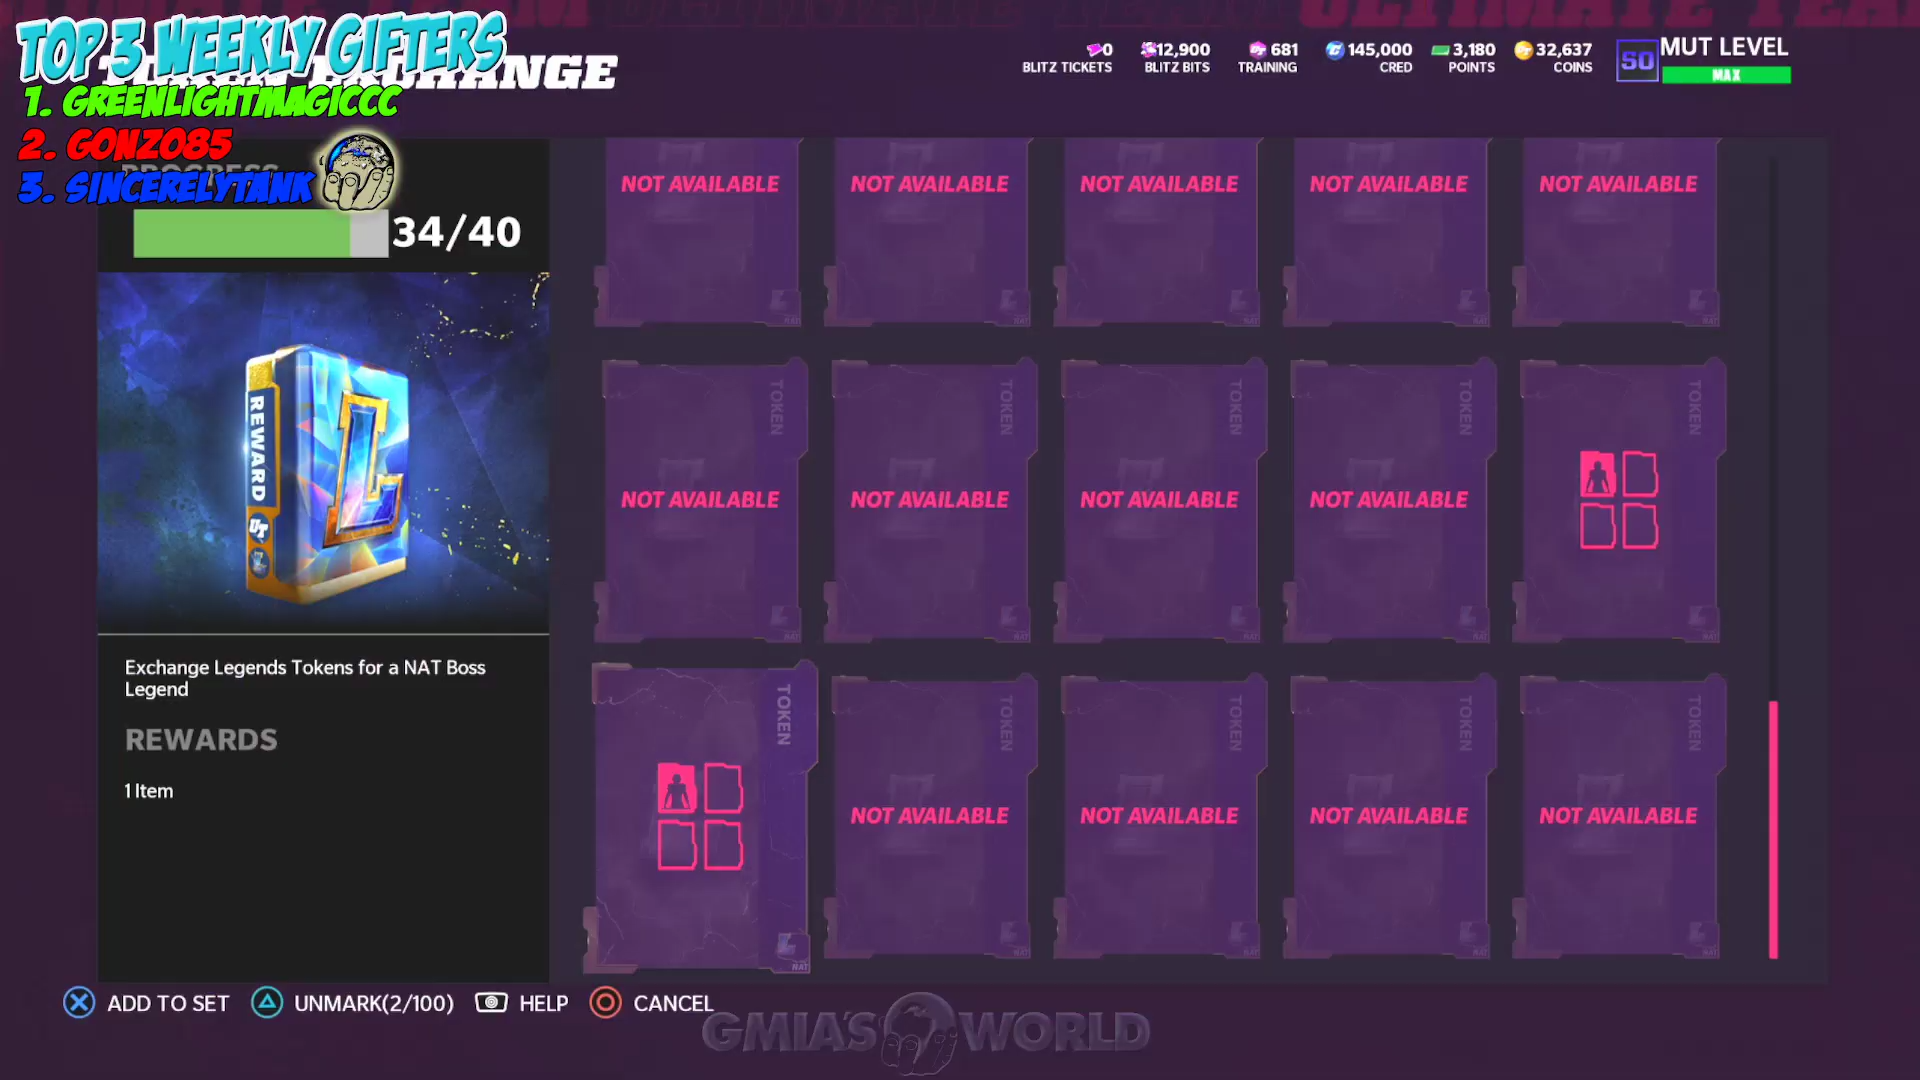 TOP 3 WEEKLY GIFTERS
1. GREENLIGHTMAGICCC
2. GONZO85
3. SINCERELYTANK
EXCHANGE
0 BLITZ TICKETS
12,900 BLITZ BITS
681 TRAINING
145,000 CRED
3,180 POINTS
32,637 COINS
50
MUT LEVEL
MAX
PROGRESS
34/40
REWARD
UT
L
Exchange Legends Tokens for a NAT Boss
Legend
REWARDS
1 Item
NOT AVAILABLE NOT AVAILABLE NOT AVAILABLE NOT AVAILABLE NOT AVAILABLE
TOKEN TOKEN TOKEN TOKEN TOKEN
NOT AVAILABLE NOT AVAILABLE NOT AVAILABLE NOT AVAILABLE
TOKEN TOKEN TOKEN TOKEN TOKEN
NOT AVAILABLE NOT AVAILABLE NOT AVAILABLE NOT AVAILABLE
NAT
ADD TO SET UNMARK(2/100) HELP CANCEL
GMIA'S WORLD